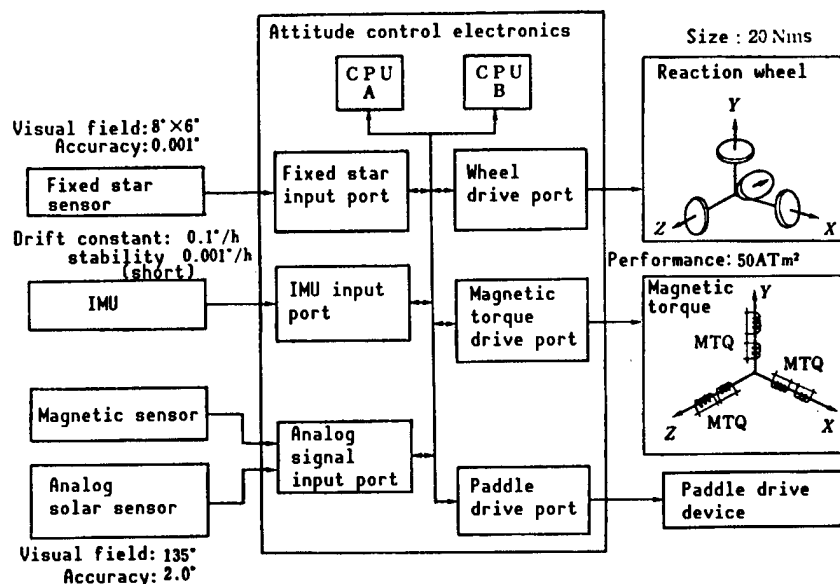 Attitude control electronics
CPU
A
CPU
B
Size : 20 Nms
Reaction wheel
Y
Z
X
Visual field: 8°×6°
Accuracy: 0.001°
Fixed star
sensor
Fixed star
input port
Wheel
drive port
Drift constant: 0.1°/h
stability 0.001°/h
(short)
IMU
IMU input
port
Magnetic
torque
drive port
Performance: 50ATm²
Magnetic
torque
Y
MTQ
MTQ
MTQ
Z
X
Magnetic sensor
Analog
solar sensor
Analog
signal
input port
Paddle
drive port
Paddle drive
device
Visual field: 135°
Accuracy: 2.0°